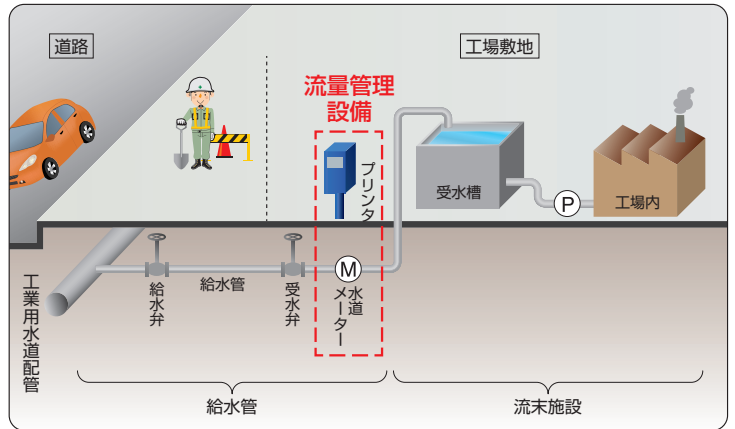 道路
工場敷地
流量管理
設備
プリンタ
受水槽
P
工場内
工業用水道配管
給水弁
給水管
受水弁
M
水道
メーター
給水管
流末施設